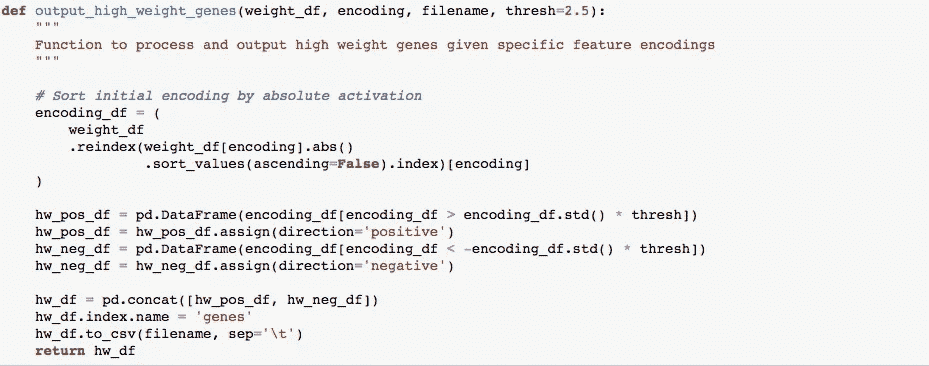 def output_high_weight_genes(weight_df, encoding, filename, thresh=2.5):
    """
    Function to process and output high weight genes given specific feature encodings
    """

    # Sort initial encoding by absolute activation
    encoding_df = (
        weight_df
        .reindex(weight_df[encoding].abs()
                 .sort_values(ascending=False).index)[encoding]
    )

    hw_pos_df = pd.DataFrame(encoding_df[encoding_df > encoding_df.std() * thresh])
    hw_pos_df = hw_pos_df.assign(direction='positive')
    hw_neg_df = pd.DataFrame(encoding_df[encoding_df < -encoding_df.std() * thresh])
    hw_neg_df = hw_neg_df.assign(direction='negative')

    hw_df = pd.concat([hw_pos_df, hw_neg_df])
    hw_df.index.name = 'genes'
    hw_df.to_csv(filename, sep='\t')
    return hw_df